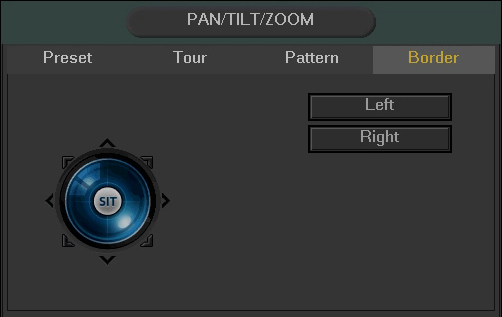 PAN/TILT/ZOOM
Preset Tour Pattern Border
Left
Right
SIT